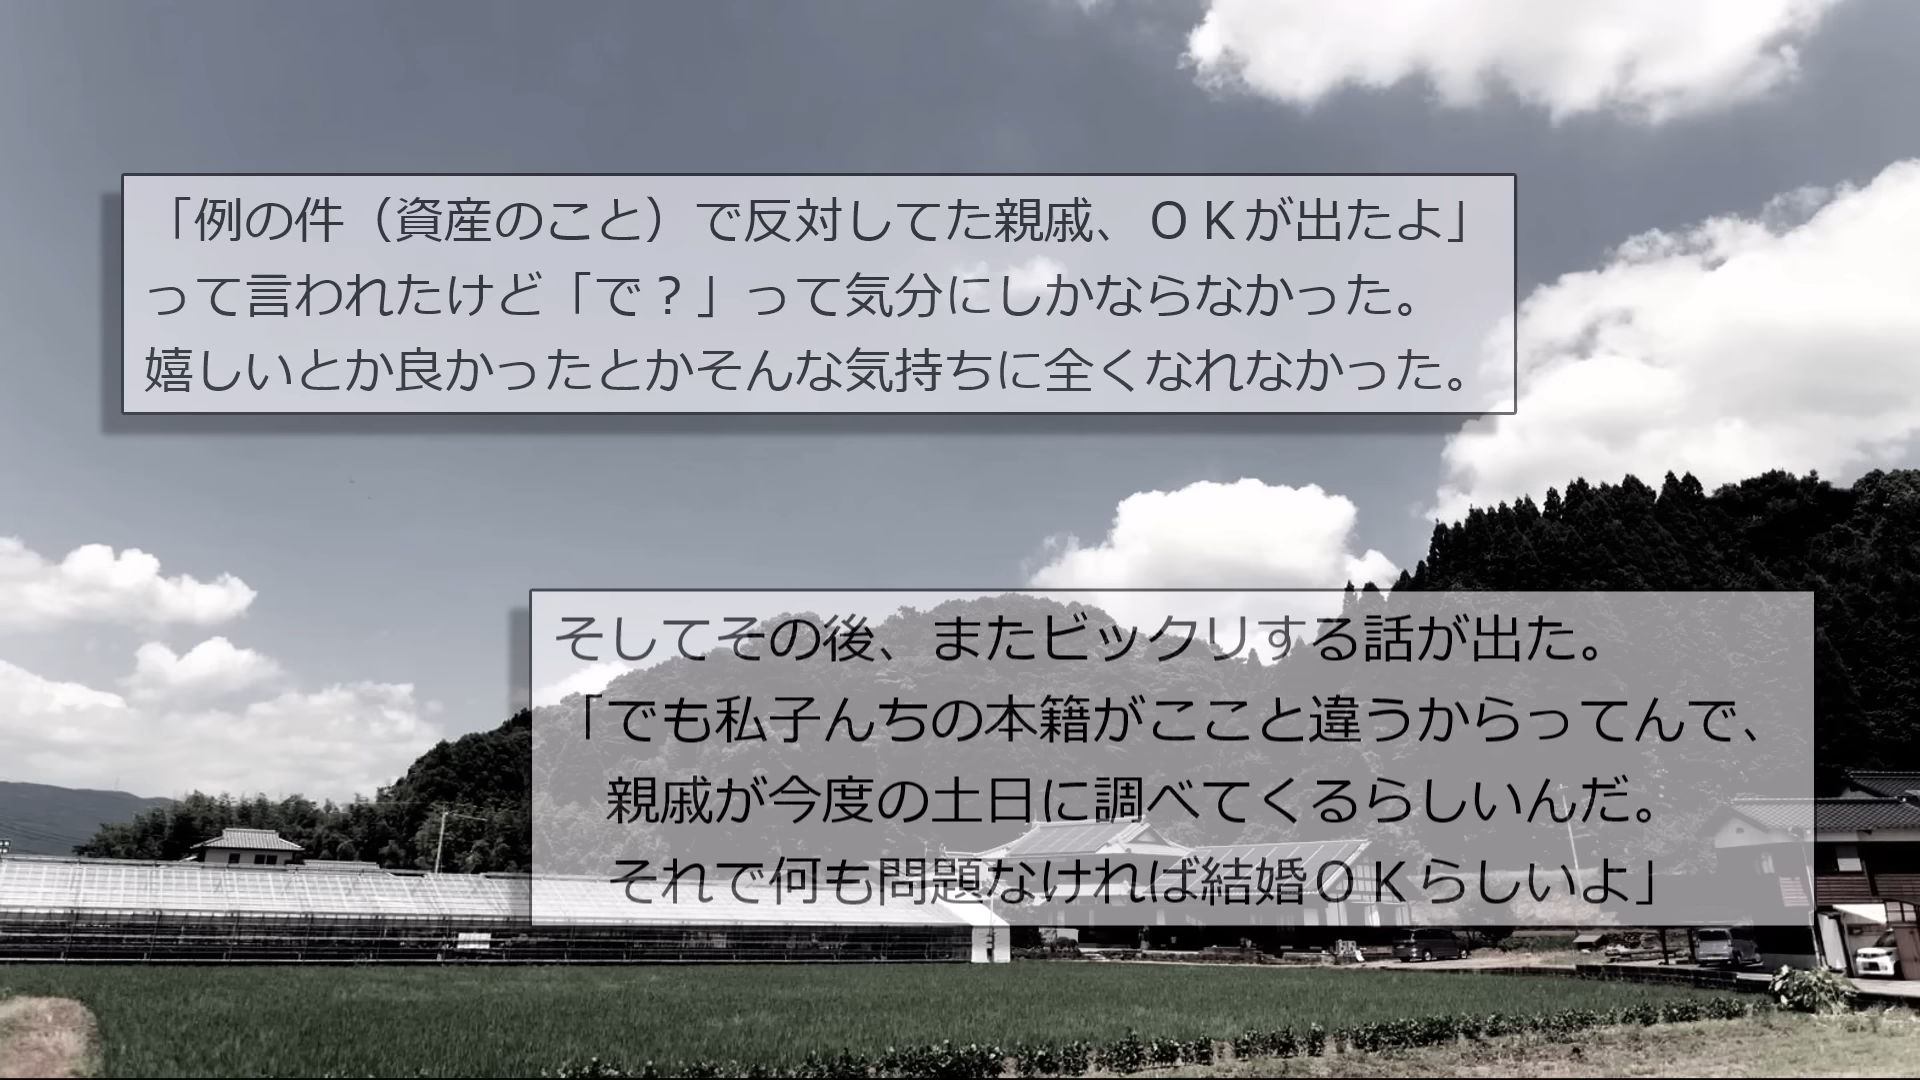 「例の件（資産のこと）で反対してた親戚、ＯＫが出たよ」
って言われたけど「で？」って気分にしかならなかった。
嬉しいとか良かったとかそんな気持ちに全くなれなかった。
そしてその後、またビックリする話が出た。
「でも私子んちの本籍がここと違うからってんで、
親戚が今度の土日に調べてくるらしいんだ。
それで何も問題なければ結婚ＯＫらしいよ」